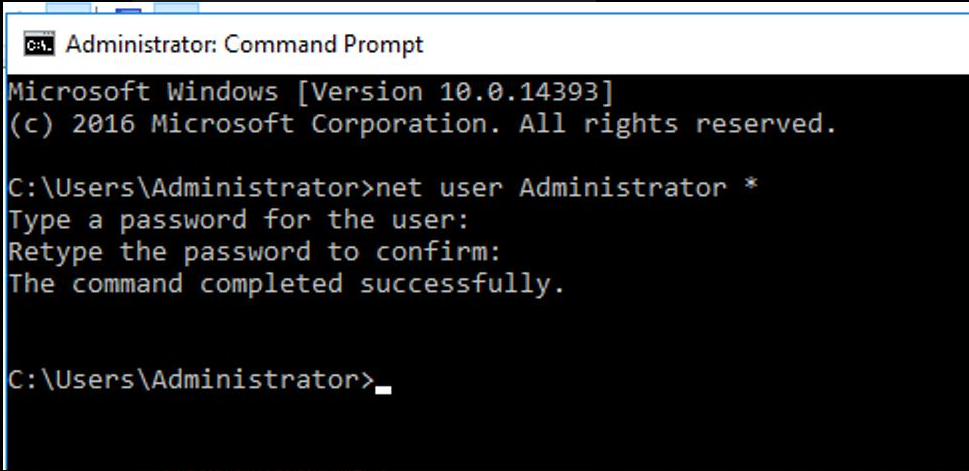 Administrator: Command Prompt
Microsoft Windows [Version 10.0.14393]
(c) 2016 Microsoft Corporation. All rights reserved.
C:\Users\Administrator>net user Administrator *
Type a password for the user:
Retype the password to confirm:
The command completed successfully.
C:\Users\Administrator>